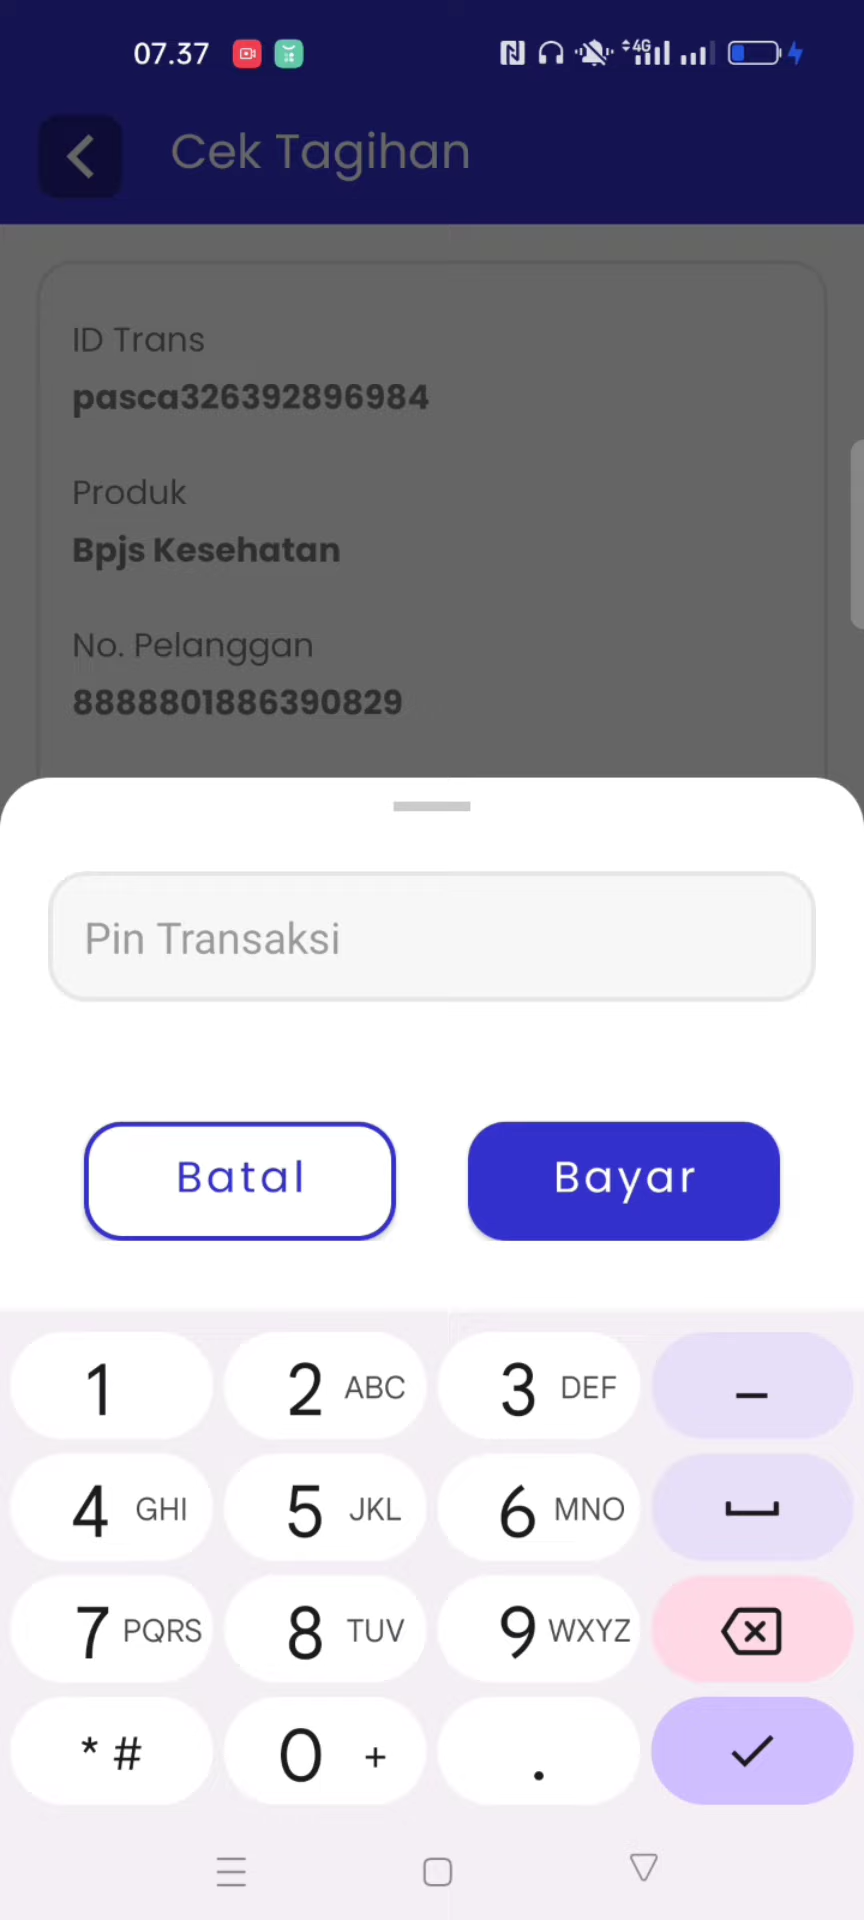 07.37
4G
Cek Tagihan
ID Trans
pasca326392896984
Produk
Bpjs Kesehatan
No. Pelanggan
8888801886390829
Pin Transaksi
Batal Bayar
1 2 ABC 3 DEF –
4 GHI 5 JKL 6 MNO
7 PQRS 8 TUV 9 WXYZ
* # 0 + .